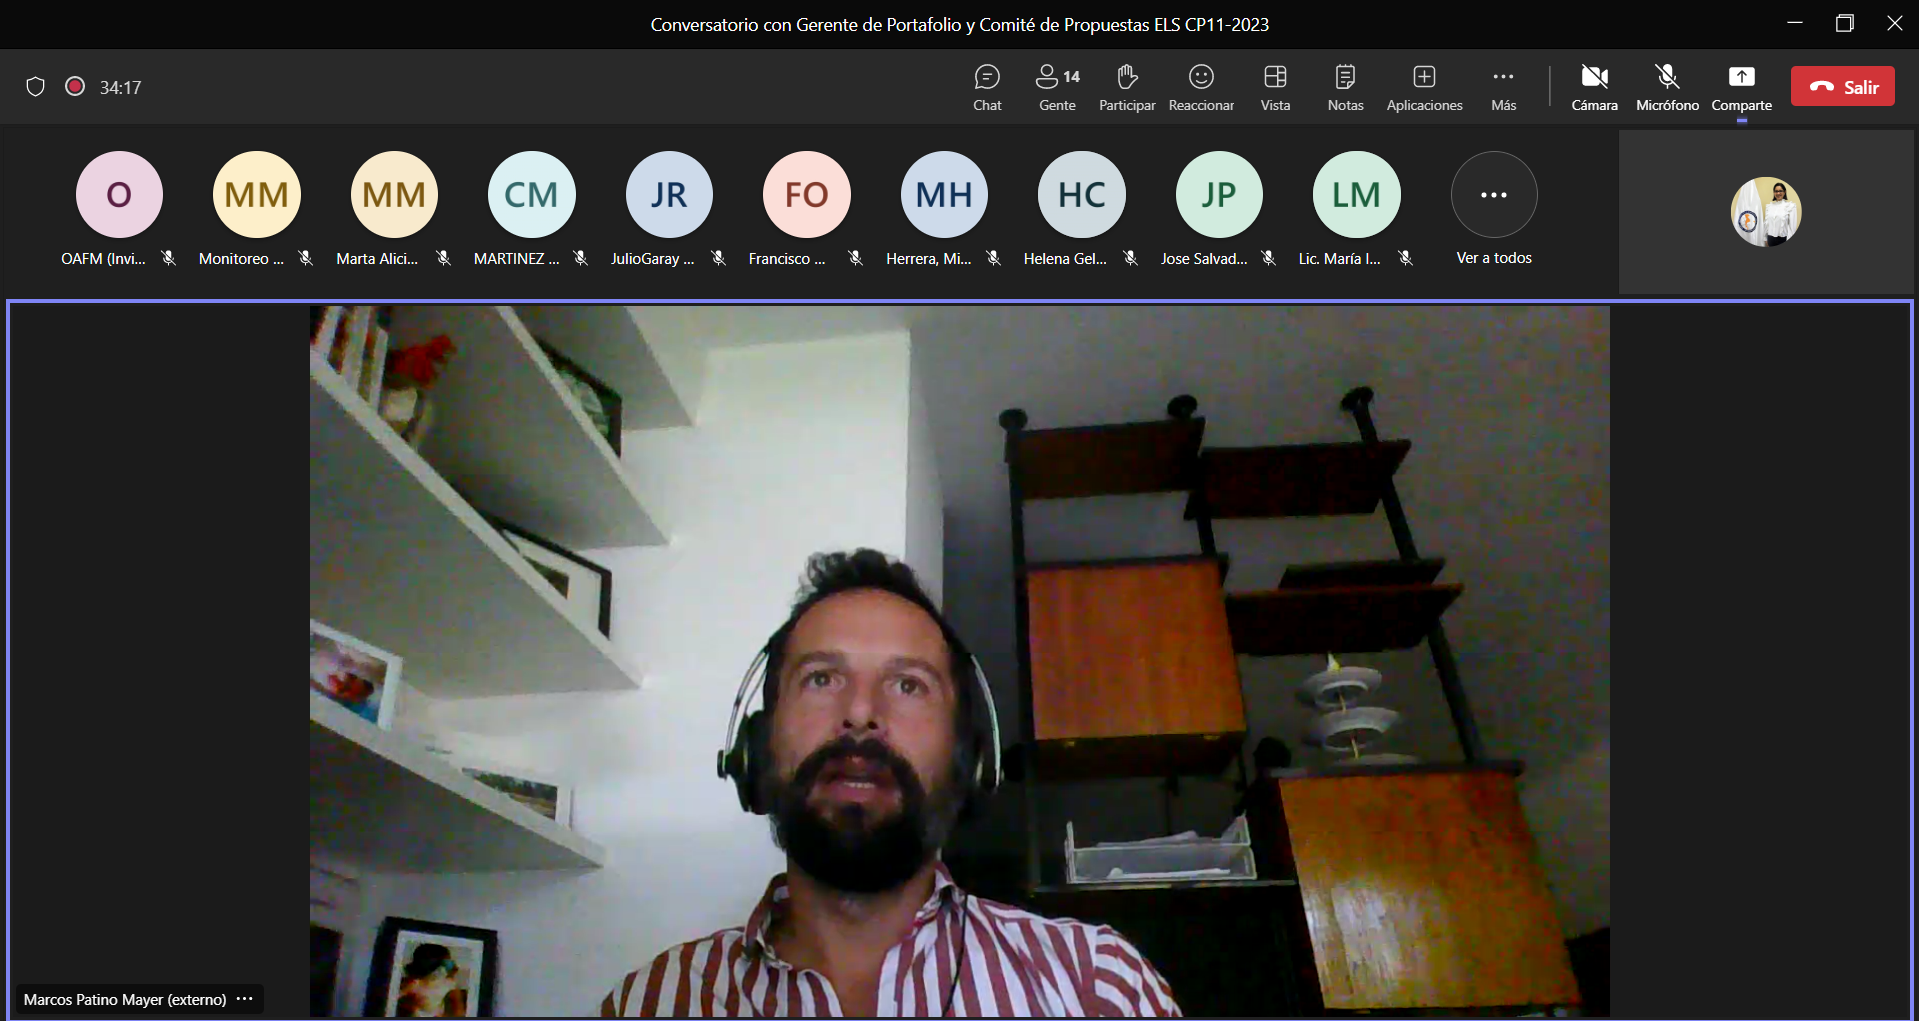 Conversatorio con Gerente de Portafolio y Comité de Propuestas ELS CP11-2023
34:17
Chat
14
Gente
Participar
Reaccionar
Vista
Notas
Aplicaciones
Más
Cámara
Micrófono
Comparte
Salir
O
MM
MM
CM
JR
FO
MH
HC
JP
LM
OAFM (Invi...
Monitoreo ...
Marta Alici...
MARTINEZ ...
JulioGaray ...
Francisco ...
Herrera, Mi...
Helena Gel...
Jose Salvad...
Lic. María I...
Ver a todos
Marcos Patino Mayer (externo)